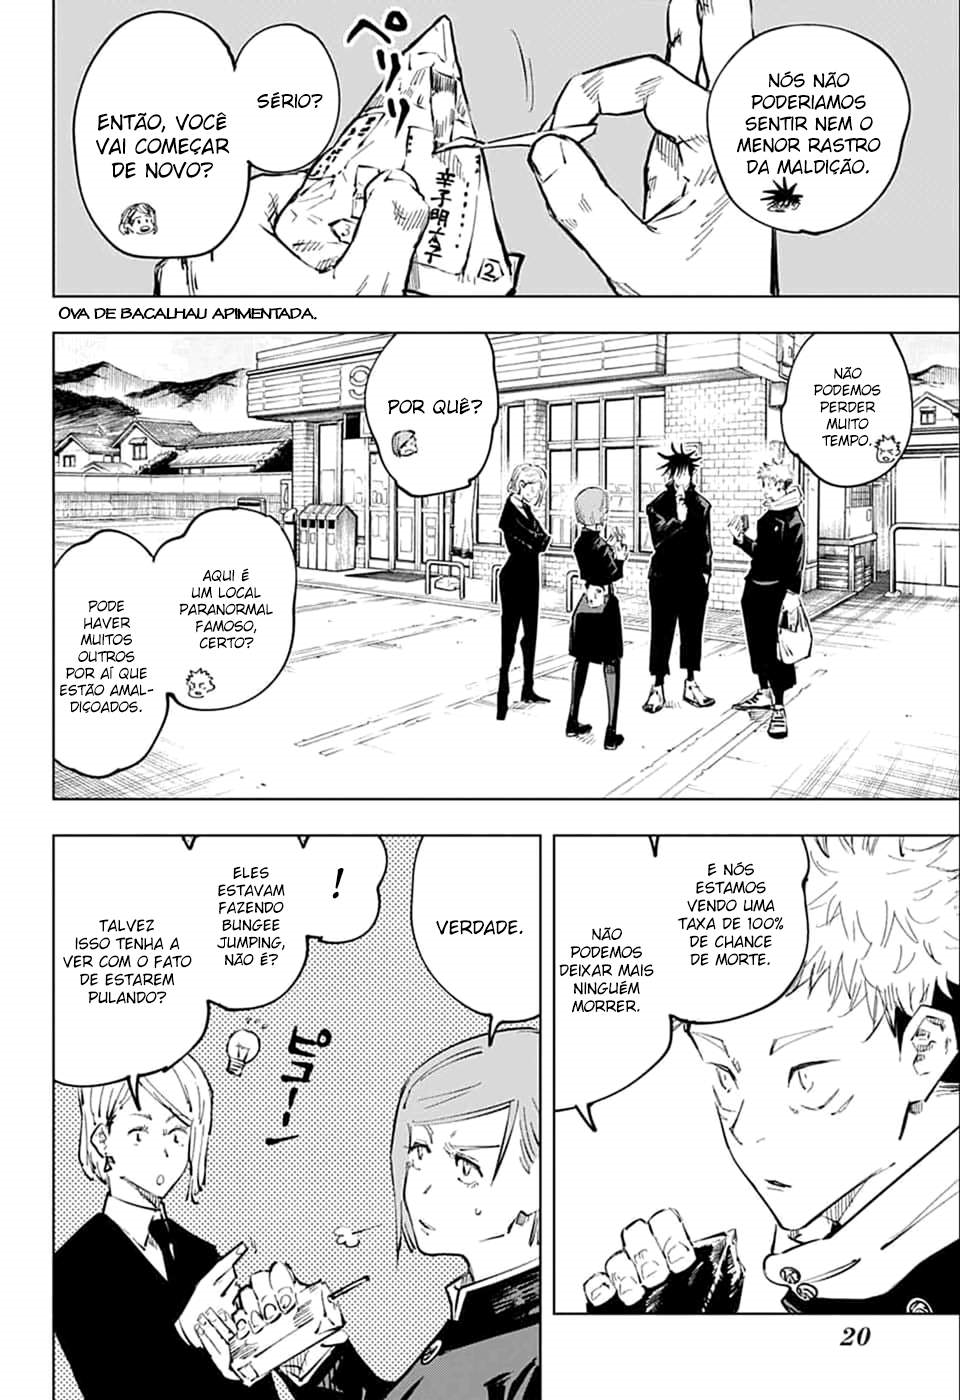 NÓS NÃO
PODERIAMOS
SENTIR NEM O
MENOR RASTRO
DA MALDIÇÃO.
ペリリ
SÉRIO?
ENTÃO, VOCÊ
VAI COMEÇAR
DE NOVO?
辛子明太子
2
OVA DE BACALHAU APIMENTADA.
NÃO
PODEMOS
PERDER
MUITO
TEMPO.
POR QUÊ?
AQUI É
UM LOCAL
PARANORMAL
FAMOSO,
CERTO?
PODE
HAVER
MUITOS
OUTROS
POR AÍ QUE
ESTÃO AMAL-
DIÇOADOS.
E NÓS
ESTAMOS
VENDO UMA
TAXA DE 100%
DE CHANCE
DE MORTE.
NÃO
PODEMOS
DEIXAR MAIS
NINGUÉM
MORRER.
VERDADE.
!
ELES
ESTAVAM
FAZENDO
BUNGEE
JUMPING,
NÃO É?
TALVEZ
ISSO TENHA A
VER COM O FATO
DE ESTAREM
PULANDO?
20